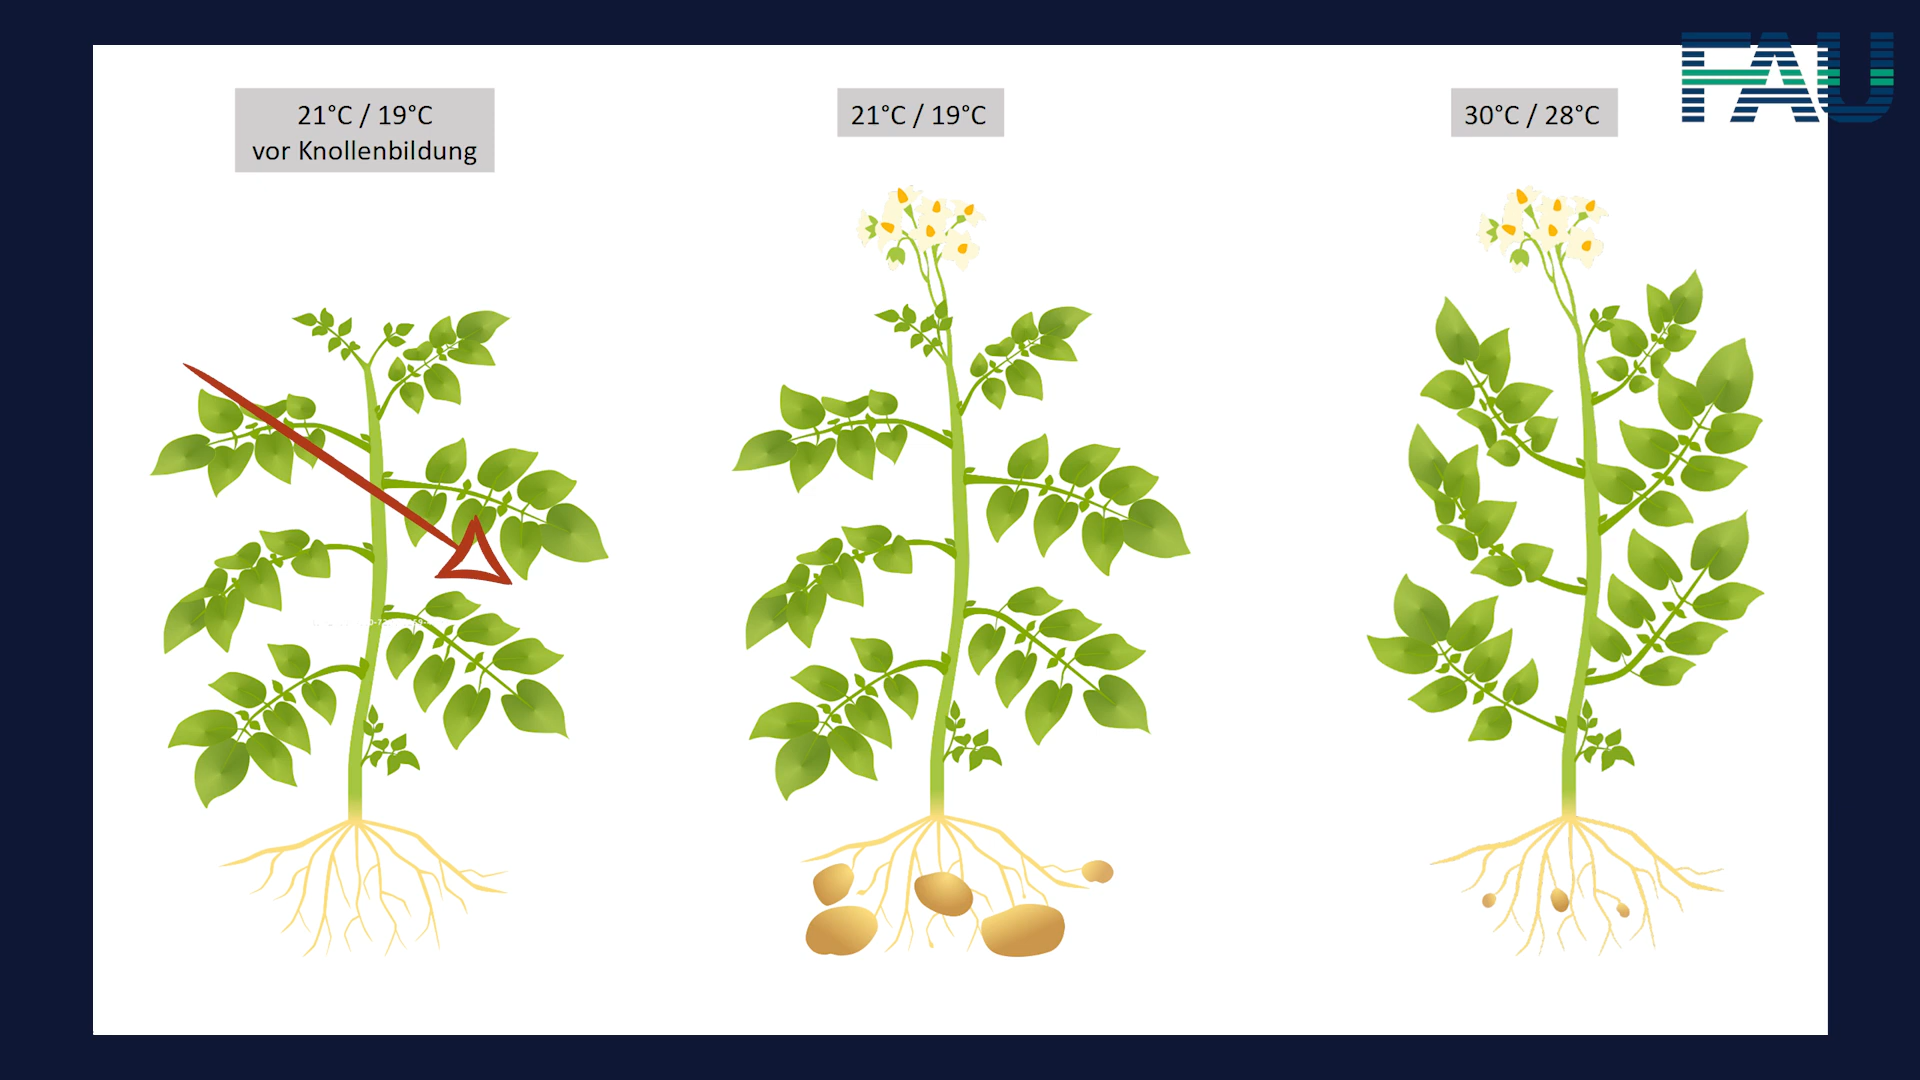 21°C / 19°C
vor Knollenbildung
21°C / 19°C
30°C / 28°C
FAU